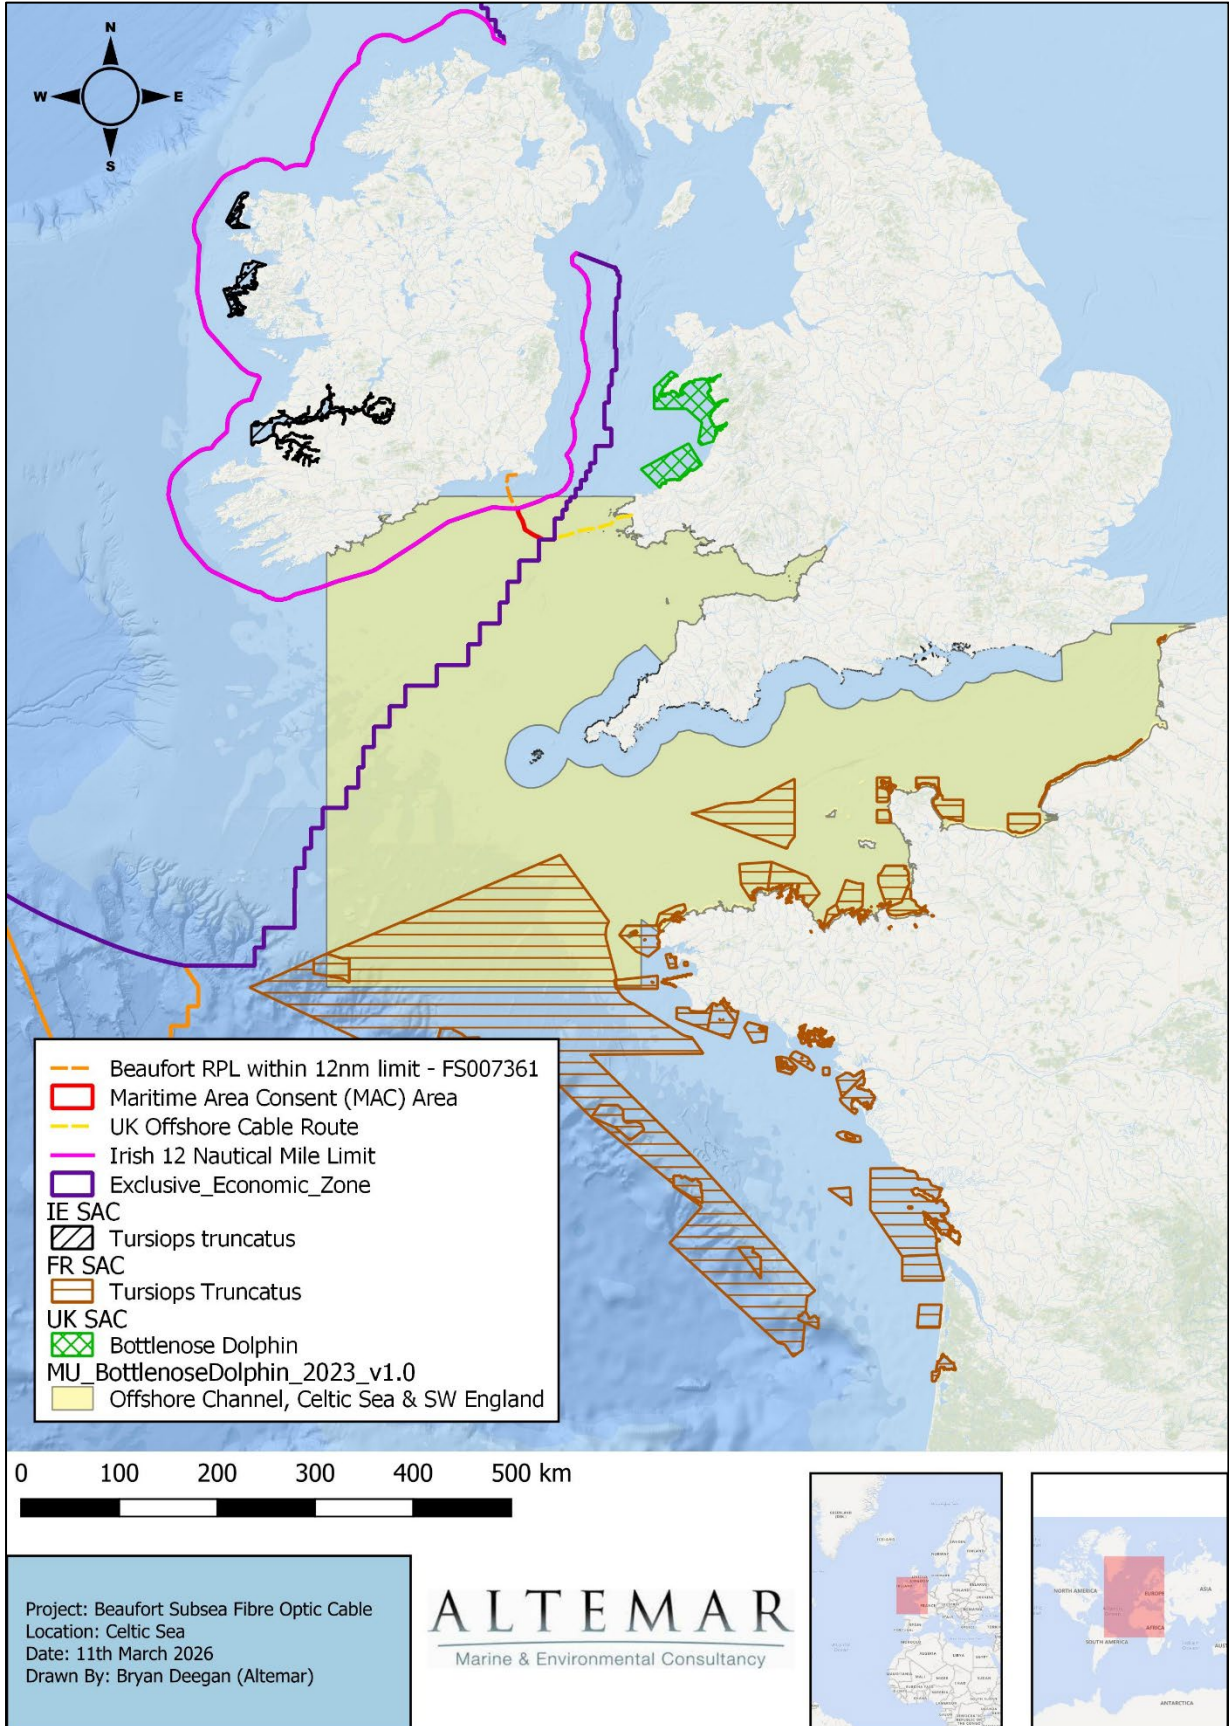 N
W
E
S
Beaufort RPL within 12nm limit - FS007361
Maritime Area Consent (MAC) Area
UK Offshore Cable Route
Irish 12 Nautical Mile Limit
Exclusive_Economic_Zone
IE SAC
Tursiops truncatus
FR SAC
Tursiops Truncatus
UK SAC
Bottlenose Dolphin
MU_BottlenoseDolphin_2023_v1.0
Offshore Channel, Celtic Sea & SW England
0 100 200 300 400 500 km
Project: Beaufort Subsea Fibre Optic Cable
Location: Celtic Sea
Date: 11th March 2026
Drawn By: Bryan Deegan (Altemar)
ALTEMAR
Marine & Environmental Consultancy
NORTH AMERICA
EUROPE
ASIA
AFRICA
SOUTH AMERICA
ANTARCTICA